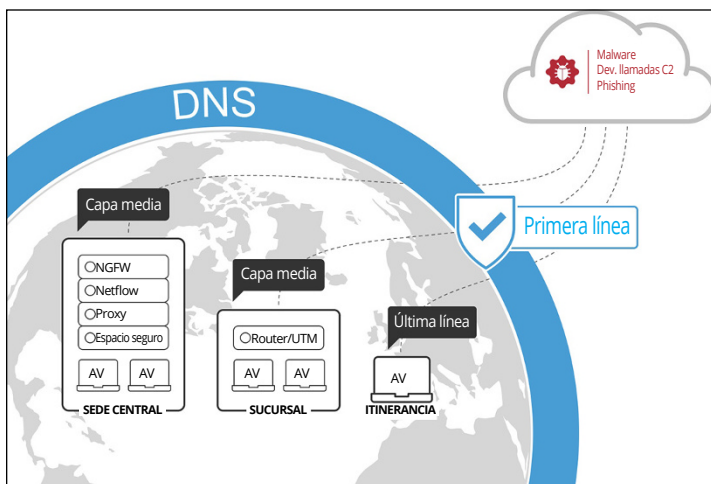 Malware
Dev. llamadas C2
Phishing
DNS
Capa media
Primera línea
NGFW
Netflow
Proxy
Espacio seguro
AV AV
SEDE CENTRAL
Capa media
Router/UTM
AV AV
SUCURSAL
Última línea
AV
ITINERANCIA